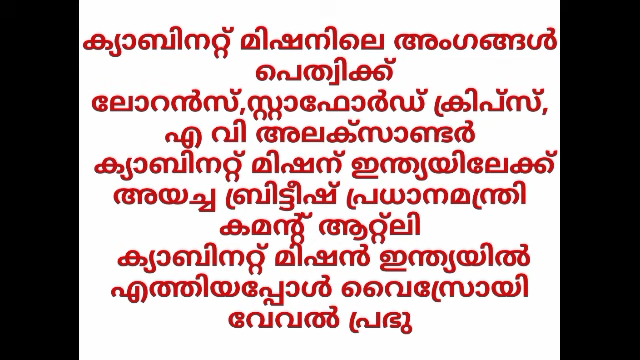 ക്യാബിനറ്റ് മിഷനിലെ അംഗങ്ങൾ
പെത്വിക്ക്
ലോറൻസ്,സ്റ്റാഫോർഡ് ക്രിപ്സ്,
എ വി അലക്സാണ്ടർ
ക്യാബിനറ്റ് മിഷന് ഇന്ത്യയിലേക്ക്
അയച്ച ബ്രിട്ടീഷ് പ്രധാനമന്ത്രി
കമന്റ് ആറ്റ്ലി
ക്യാബിനറ്റ് മിഷൻ ഇന്ത്യയിൽ
എത്തിയപ്പോൾ വൈസ്രോയി
വേവൽ പ്രഭു